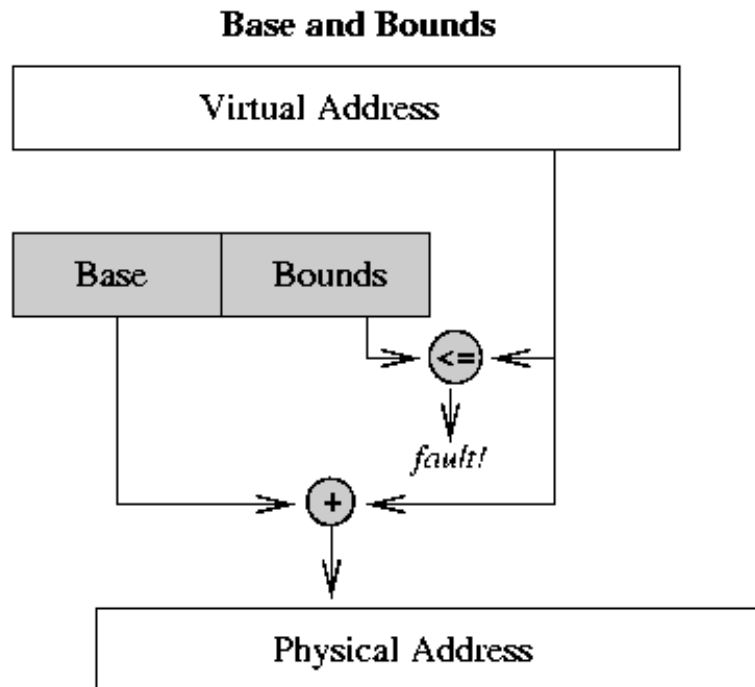 Base and Bounds
Virtual Address
Base
Bounds
<=
fault!
+
Physical Address